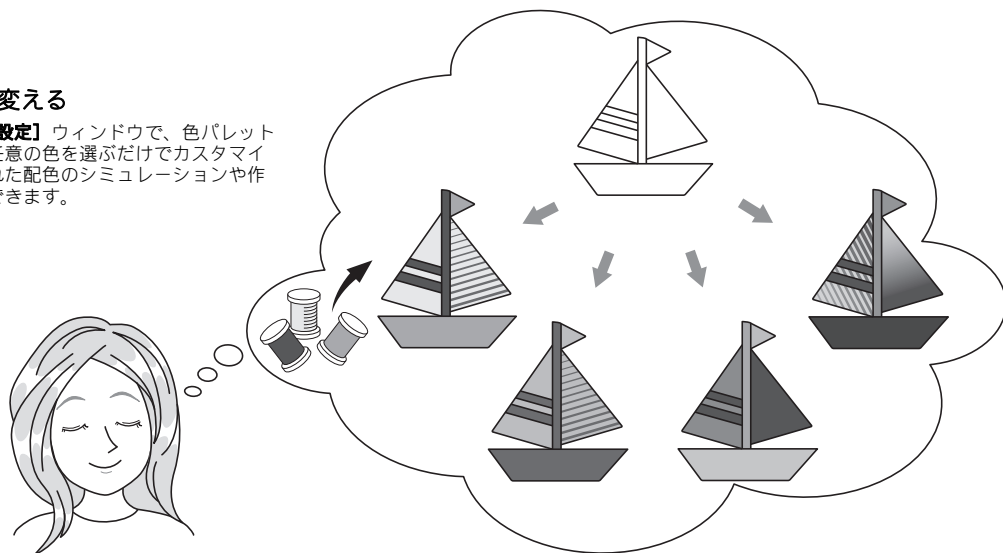 変える
設定］ウィンドウで、色パレット
任意の色を選ぶだけでカスタマイ
れた配色のシミュレーションや作
できます。